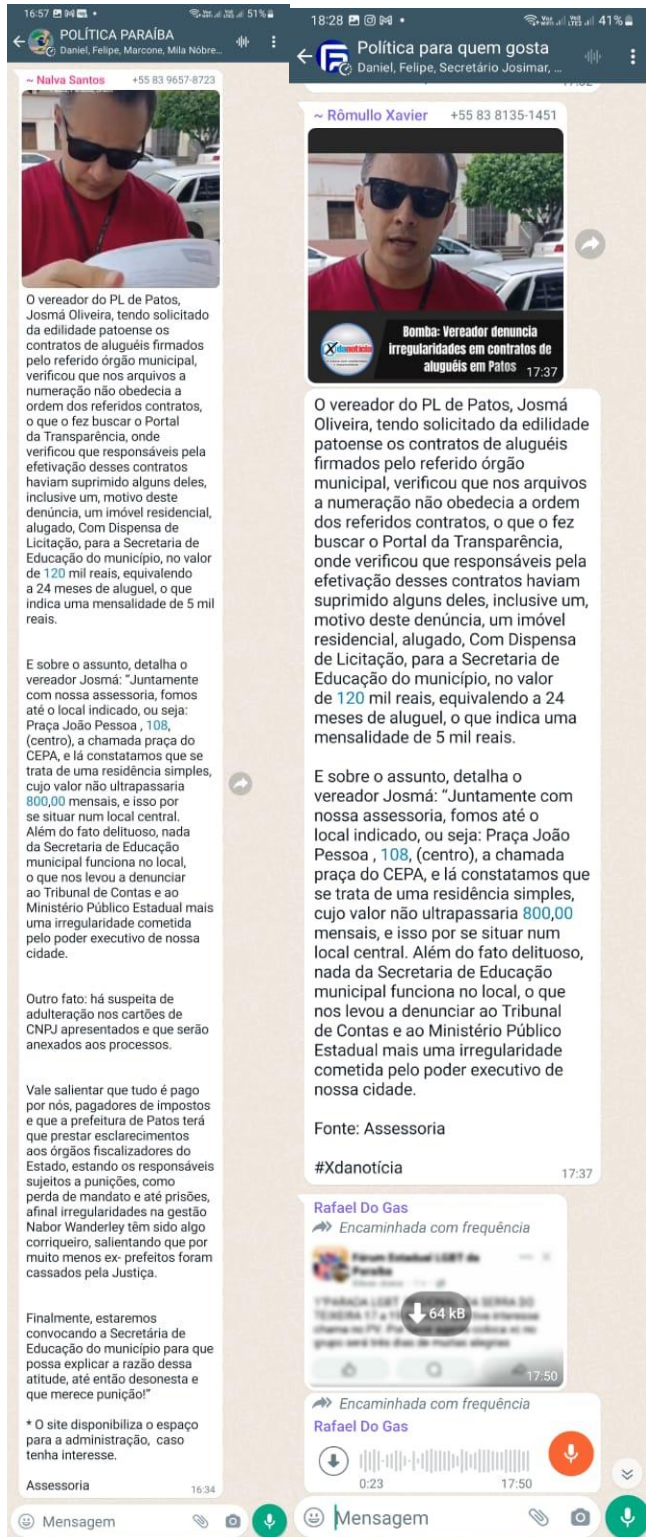 16:57
51%
POLÍTICA PARAÍBA
Daniel, Felipe, Marcone, Mila Nóbre...
~ Nalva Santos +55 83 9657-8723
O vereador do PL de Patos,
Josmá Oliveira, tendo solicitado
da edilidade patoense os
contratos de aluguéis firmados
pelo referido órgão municipal,
verificou que nos arquivos a
numeração não obedecia a
ordem dos referidos contratos,
o que o fez buscar o Portal
da Transparência, onde
verificou que responsáveis pela
efetivação desses contratos
haviam suprimido alguns deles,
inclusive um, motivo deste
denúncia, um imóvel residencial,
alugado, Com Dispensa de
Licitação, para a Secretaria de
Educação do município, no valor
de 120 mil reais, equivalendo
a 24 meses de aluguel, o que
indica uma mensalidade de 5 mil
reais.
E sobre o assunto, detalha o
vereador Josmá: “Juntamente
com nossa assessoria, fomos
até o local indicado, ou seja:
Praça João Pessoa , 108,
(centro), a chamada praça do
CEPA, e lá constatamos que se
trata de uma residência simples,
cujo valor não ultrapassaria
800,00 mensais, e isso por
se situar num local central.
Além do fato delituoso, nada
da Secretaria de Educação
municipal funciona no local,
o que nos levou a denunciar
ao Tribunal de Contas e ao
Ministério Público Estadual mais
uma irregularidade cometida
pelo poder executivo de nossa
cidade.
Outro fato: há suspeita de
adulteração nos cartões de
CNPJ apresentados e que serão
anexados aos processos.
Vale salientar que tudo é pago
por nós, pagadores de impostos
e que a prefeitura de Patos terá
que prestar esclarecimentos
aos órgãos fiscalizadores do
Estado, estando os responsáveis
sujeitos a punições, como
perda de mandato e até prisões,
afinal irregularidades na gestão
Nabor Wanderley têm sido algo
corriqueiro, salientando que por
muito menos ex- prefeitos foram
cassados pela Justiça.
Finalmente, estaremos
convocando a Secretária de
Educação do município para que
possa explicar a razão dessa
atitude, até então desonesta e
que merece punição!”
* O site disponibiliza o espaço
para a administração, caso
tenha interesse.
Assessoria
16:34
Mensagem
18:28
41%
Política para quem gosta
Daniel, Felipe, Secretário Josimar, ...
~ Rômullo Xavier +55 83 8135-1451
Xdanotícia
Bomba: Vereador denuncia
irregularidades em contratos de
aluguéis em Patos
17:37
O vereador do PL de Patos, Josmá
Oliveira, tendo solicitado da edilidade
patoense os contratos de aluguéis
firmados pelo referido órgão
municipal, verificou que nos arquivos
a numeração não obedecia a ordem
dos referidos contratos, o que o fez
buscar o Portal da Transparência,
onde verificou que responsáveis pela
efetivação desses contratos haviam
suprimido alguns deles, inclusive um,
motivo deste denúncia, um imóvel
residencial, alugado, Com Dispensa
de Licitação, para a Secretaria de
Educação do município, no valor
de 120 mil reais, equivalendo a 24
meses de aluguel, o que indica uma
mensalidade de 5 mil reais.
E sobre o assunto, detalha o
vereador Josmá: “Juntamente com
nossa assessoria, fomos até o
local indicado, ou seja: Praça João
Pessoa , 108, (centro), a chamada
praça do CEPA, e lá constatamos que
se trata de uma residência simples,
cujo valor não ultrapassaria 800,00
mensais, e isso por se situar num
local central. Além do fato delituoso,
nada da Secretaria de Educação
municipal funciona no local, o que
nos levou a denunciar ao Tribunal
de Contas e ao Ministério Público
Estadual mais uma irregularidade
cometida pelo poder executivo de
nossa cidade.
Fonte: Assessoria
#Xdanotícia
17:37
Rafael Do Gas
Encaminhada com frequência
Fórum Estadual LGBT da
Paraíba
64 kB
17:50
Encaminhada com frequência
Rafael Do Gas
0:23
17:50
Mensagem